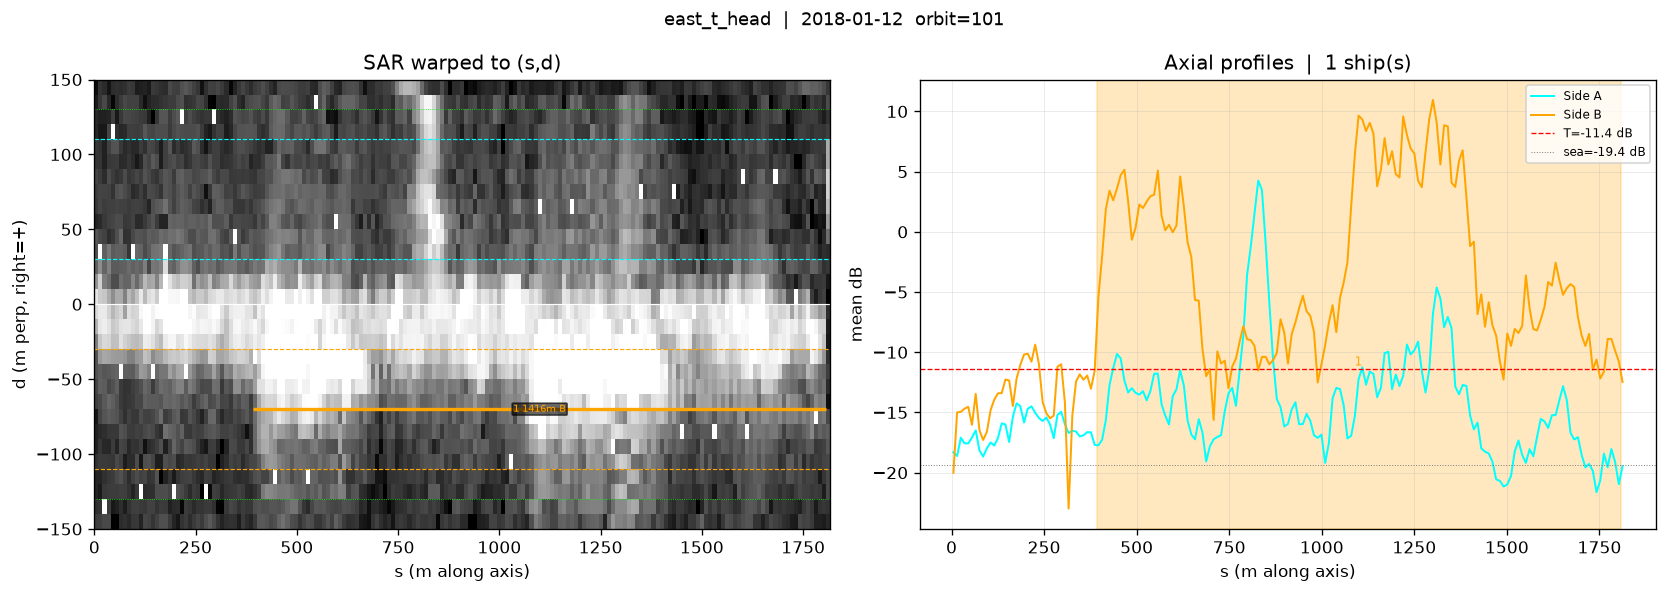 east_t_head  |  2018-01-12  orbit=101
SAR warped to (s,d)
150
100
50
0
−50
−100
−150
d (m perp, right=+)
1 1416m B
0
250
500
750
1000
1250
1500
1750
s (m along axis)
Axial profiles  |  1 ship(s)
10
5
0
−5
−10
−15
−20
mean dB
Side A
Side B
T=-11.4 dB
sea=-19.4 dB
1
0
250
500
750
1000
1250
1500
1750
s (m along axis)